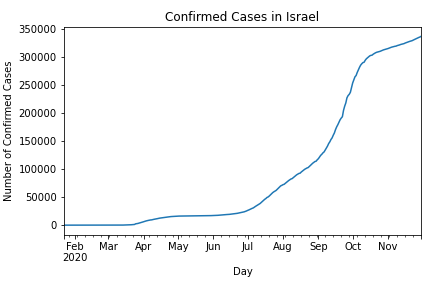 Confirmed Cases in Israel
Number of Confirmed Cases
350000
300000
250000
200000
150000
100000
50000
0
Feb Mar Apr May Jun Jul Aug Sep Oct Nov
2020
Day